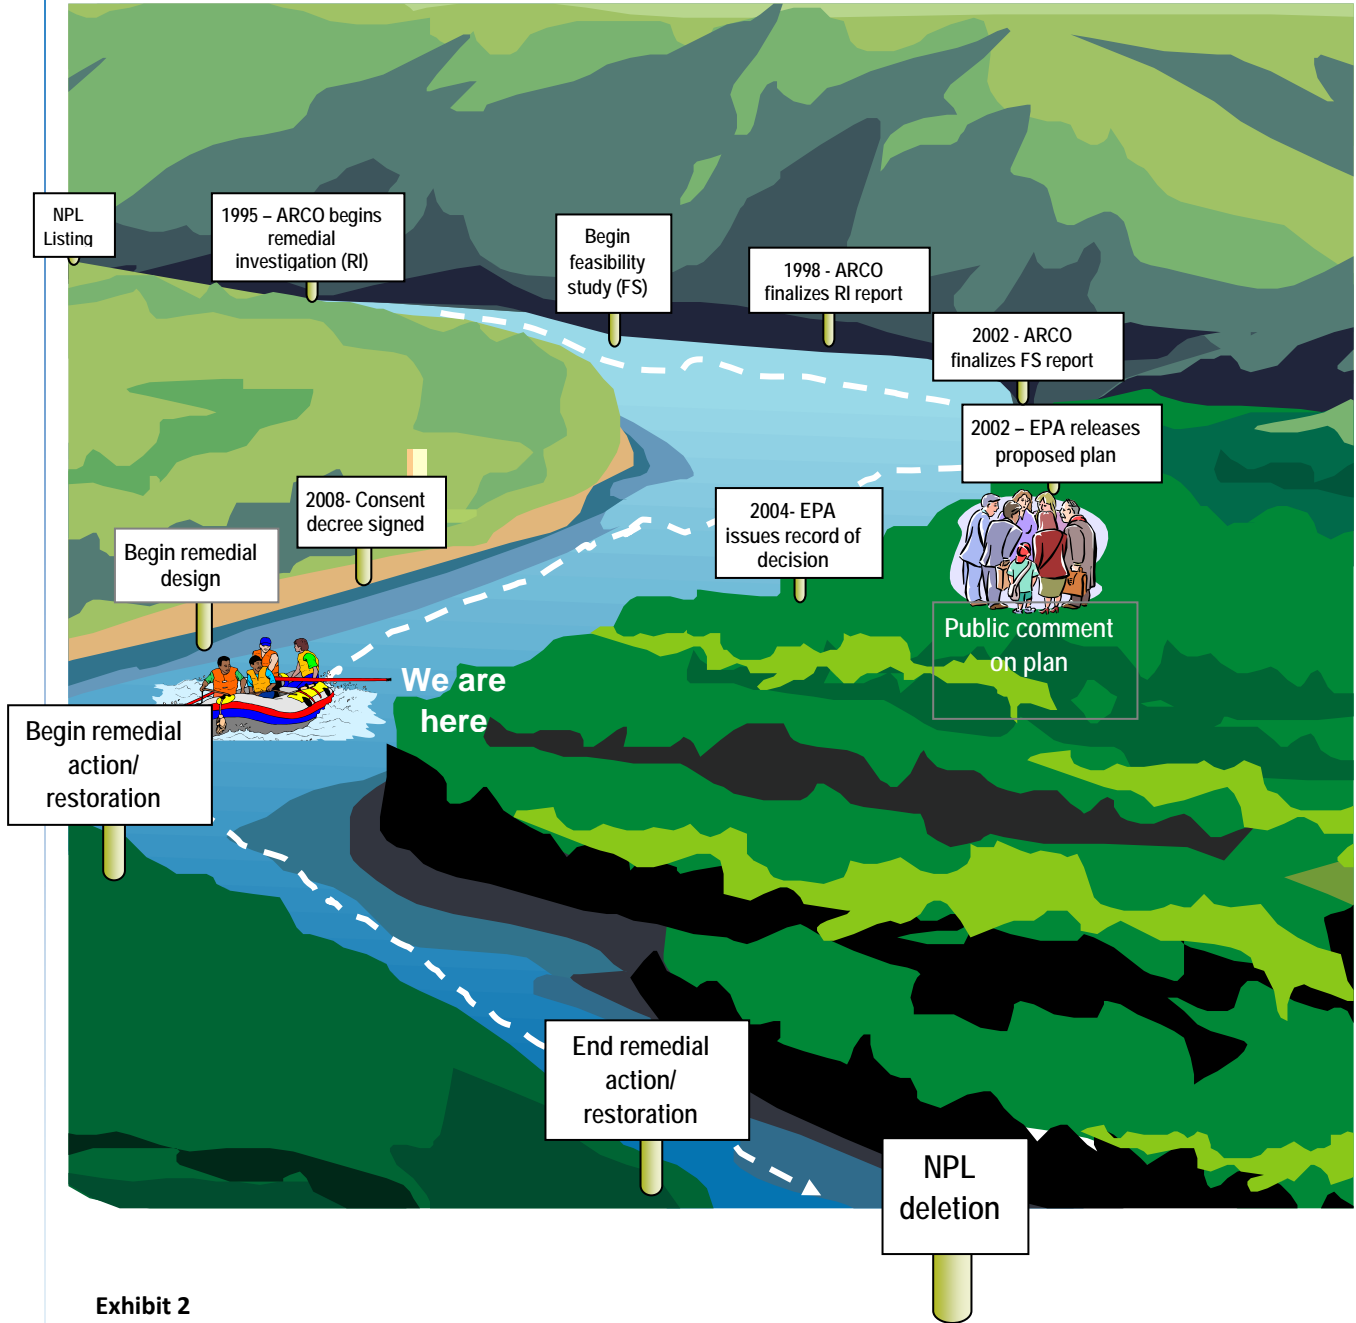 NPL
Listing
1995 – ARCO begins
remedial
investigation (RI)
Begin
feasibility
study (FS)
1998 - ARCO
finalizes RI report
2002 - ARCO
finalizes FS report
2002 – EPA releases
proposed plan
Public comment
on plan
2004- EPA
issues record of
decision
2008- Consent
decree signed
Begin remedial
design
We are
here
Begin remedial
action/
restoration
End remedial
action/
restoration
NPL
deletion
Exhibit 2